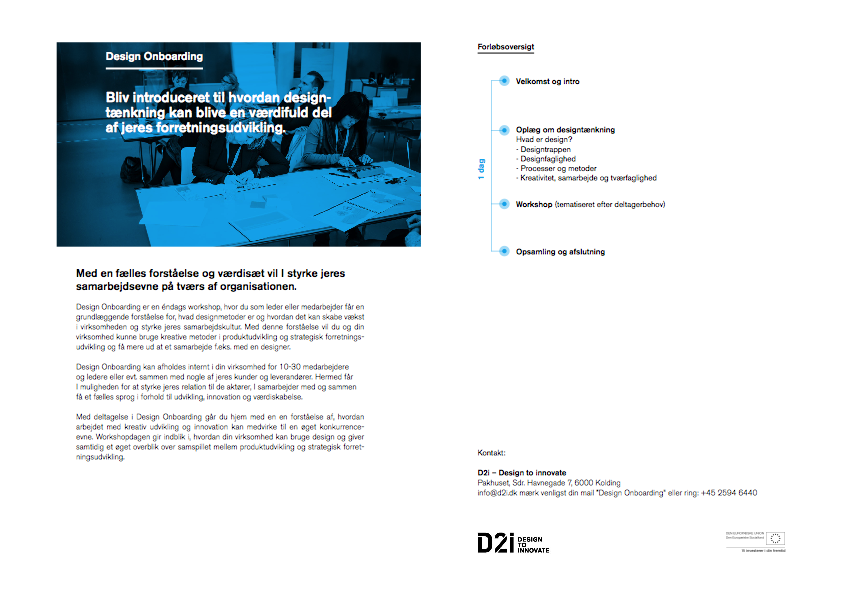 Design Onboarding
Bliv introduceret til hvordan design-
tænkning kan blive en værdifuld del
af jeres forretningsudvikling.
Med en fælles forståelse og værdisæt vil I styrke jeres
samarbejdsevne på tværs af organisationen.
Design Onboarding er en éndags workshop, hvor du som leder eller medarbejder får en
grundlæggende forståelse for, hvad designmetoder er og hvordan det kan skabe vækst
i virksomheden og styrke jeres samarbejdskultur. Med denne forståelse vil du og din
virksomhed kunne bruge kreative metoder i produktudvikling og strategisk forretnings-
udvikling og få mere ud at et samarbejde f.eks. med en designer.
Design Onboarding kan afholdes internt i din virksomhed for 10-30 medarbejdere
og ledere eller evt. sammen med nogle af jeres kunder og leverandører. Hermed får
I muligheden for at styrke jeres relation til de aktører, I samarbejder med og sammen
få et fælles sprog i forhold til udvikling, innovation og værdiskabelse.
Med deltagelse i Design Onboarding går du hjem med en en forståelse af, hvordan
arbejdet med kreativ udvikling og innovation kan medvirke til en øget konkurrence-
evne. Workshopdagen gir indblik i, hvordan din virksomhed kan bruge design og giver
samtidig et øget overblik over samspillet mellem produktudvikling og strategisk forret-
ningsudvikling.
Forløbsoversigt
1 dag
Velkomst og intro
Oplæg om designtænkning
Hvad er design?
- Designtrappen
- Designfaglighed
- Processer og metoder
- Kreativitet, samarbejde og tværfaglighed
Workshop (tematiseret efter deltagerbehov)
Opsamling og afslutning
Kontakt:
D2i – Design to innovate
Pakhuset, Sdr. Havnegade 7, 6000 Kolding
info@d2i.dk mærk venligst din mail "Design Onboarding" eller ring: +45 2594 6440
D2i DESIGN
TO
INNOVATE
DEN EUROPÆISKE UNION
Den Europæiske Socialfond
Vi investerer i din fremtid